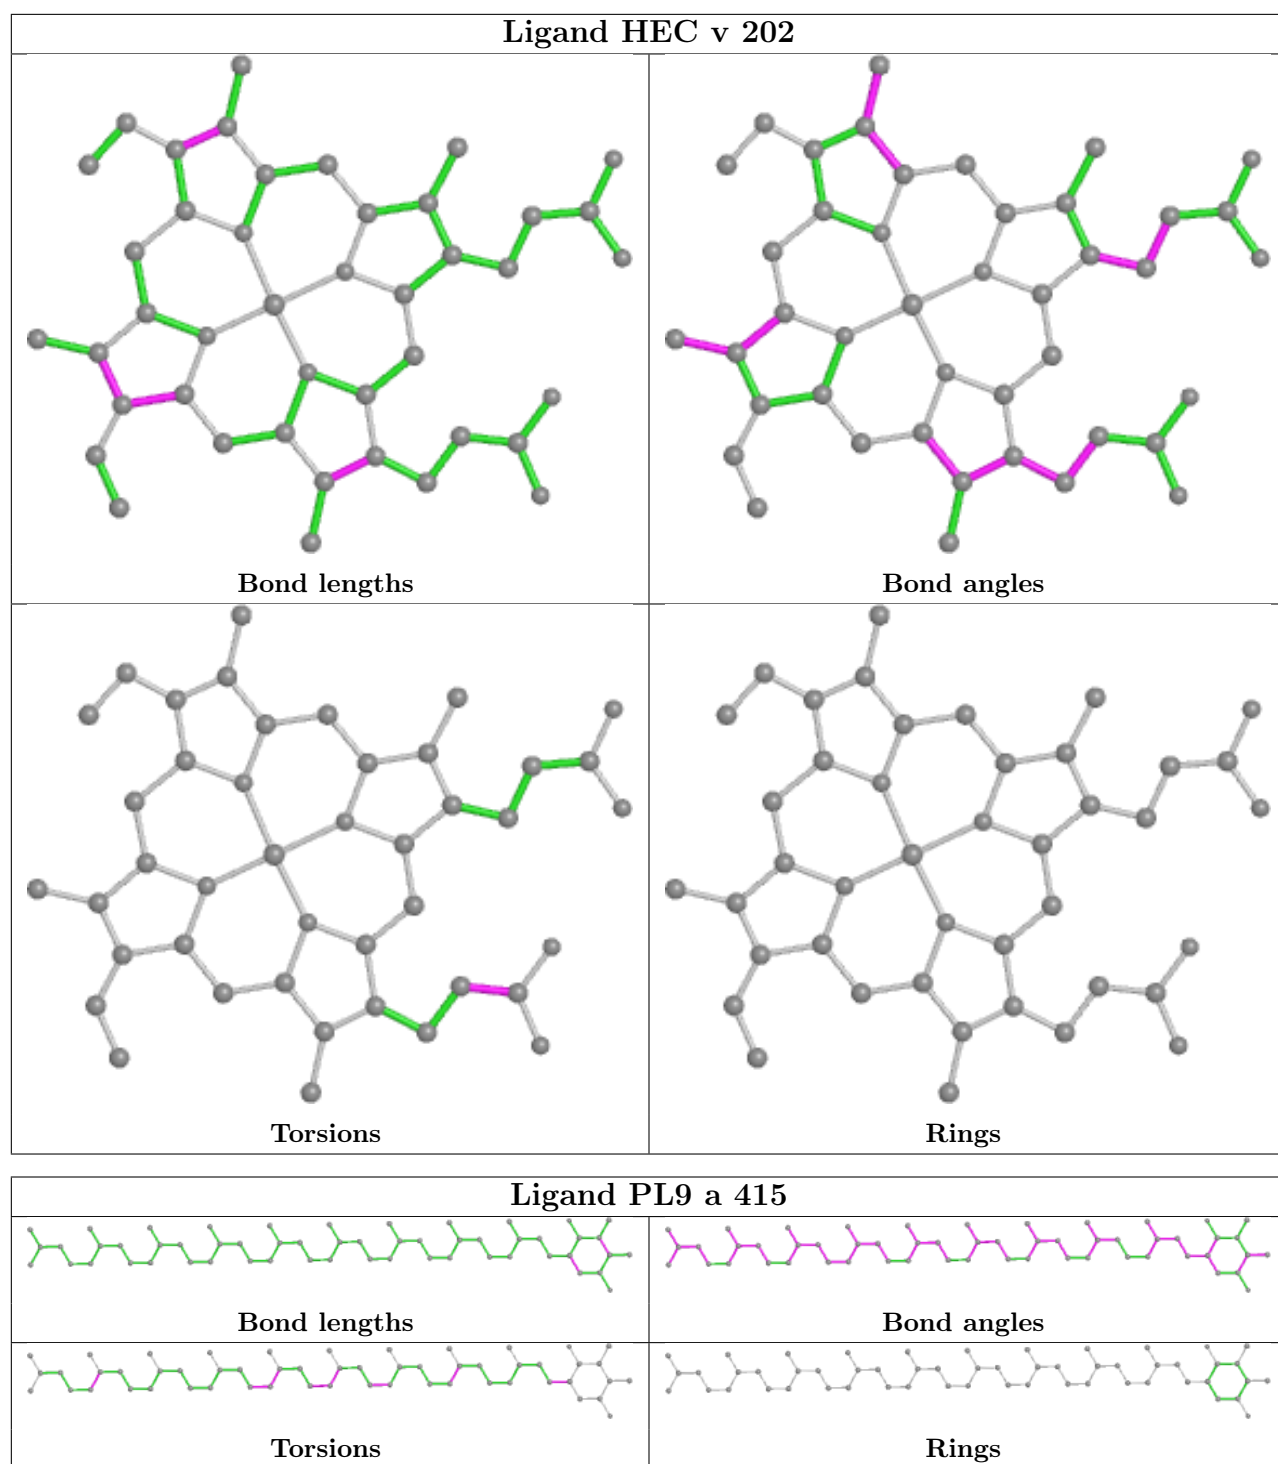 Ligand HEC v 202
Bond lengths
Bond angles
Torsions
Rings
Ligand PL9 a 415
Bond lengths
Bond angles
Torsions
Rings